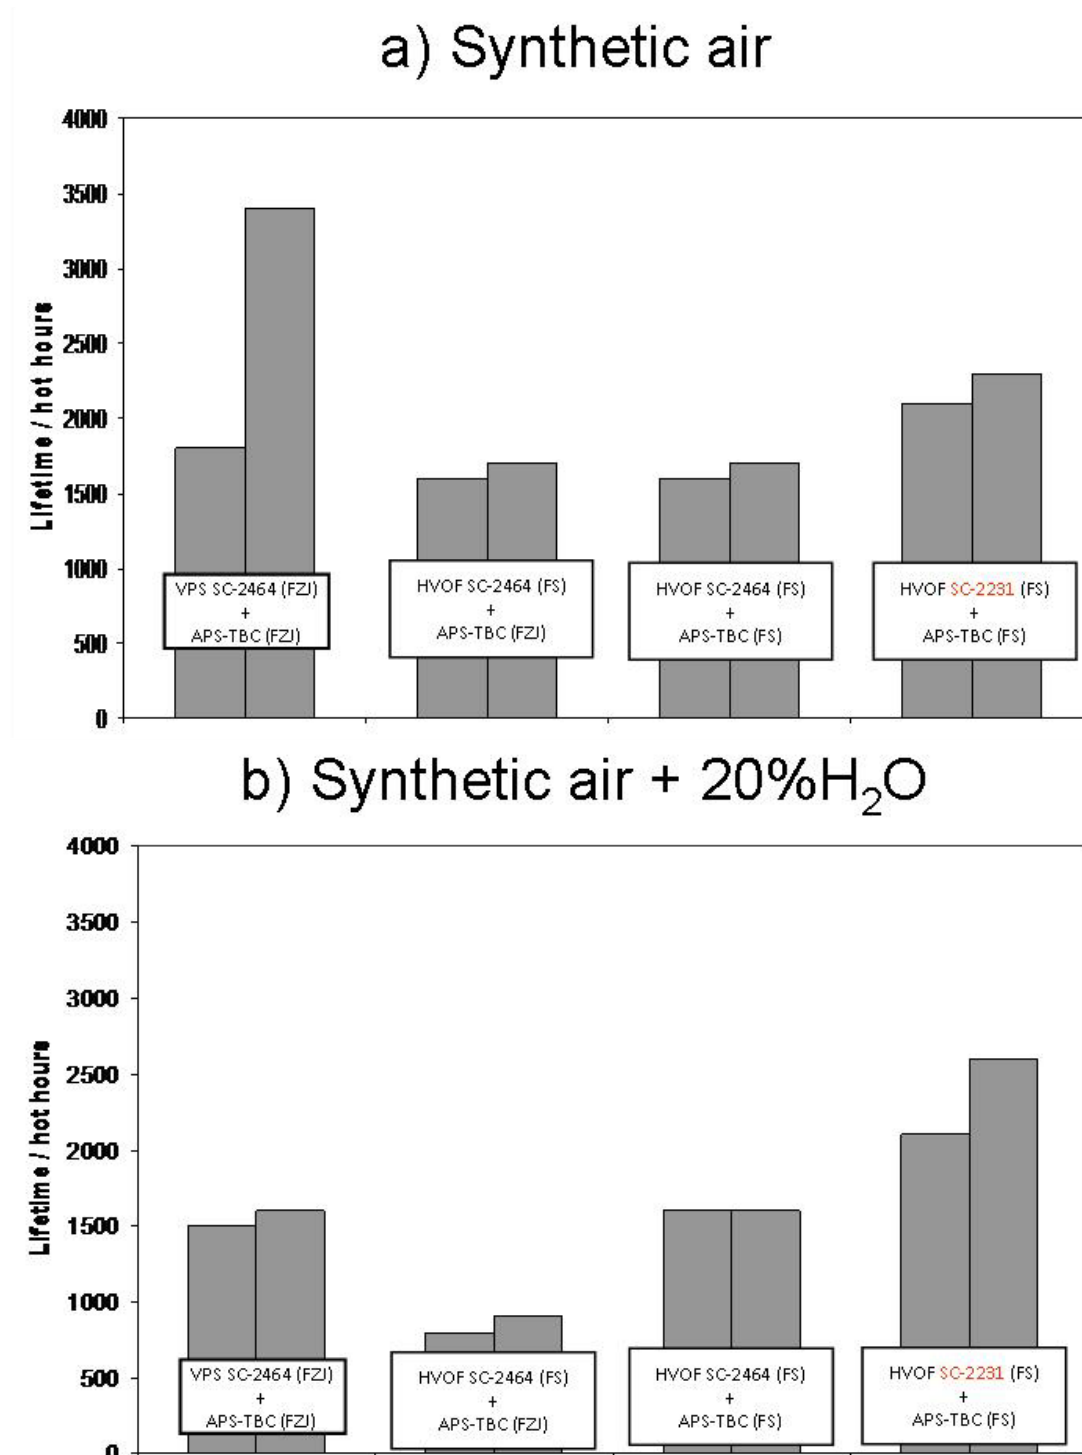 a) Synthetic air
4000
3500
3000
2500
2000
1500
1000
500
0
Lifetime / hot hours
VPS SC-2464 (FZJ)
+
APS-TBC (FZJ)
HVOF SC-2464 (FS)
+
APS-TBC (FZJ)
HVOF SC-2464 (FS)
+
APS-TBC (FS)
HVOF SC-2231 (FS)
+
APS-TBC (FS)
b) Synthetic air + 20%H₂O
4000
3500
3000
2500
2000
1500
1000
500
0
Lifetime / hot hours
VPS SC-2464 (FZJ)
+
APS-TBC (FZJ)
HVOF SC-2464 (FS)
+
APS-TBC (FZJ)
HVOF SC-2464 (FS)
+
APS-TBC (FS)
HVOF SC-2231 (FS)
+
APS-TBC (FS)